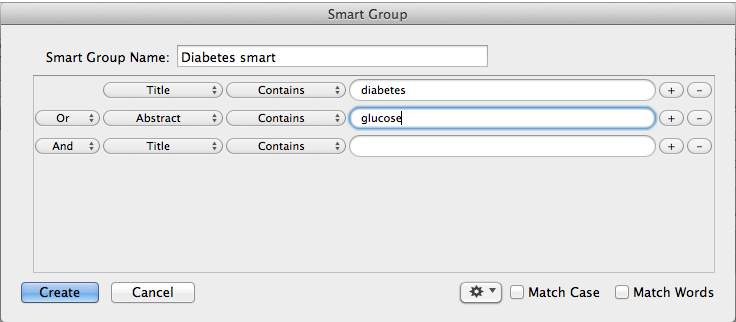 Smart Group
Smart Group Name: Diabetes smart
Title Contains diabetes + -
Or Abstract Contains glucose + -
And Title Contains + -
Create Cancel Match Case Match Words